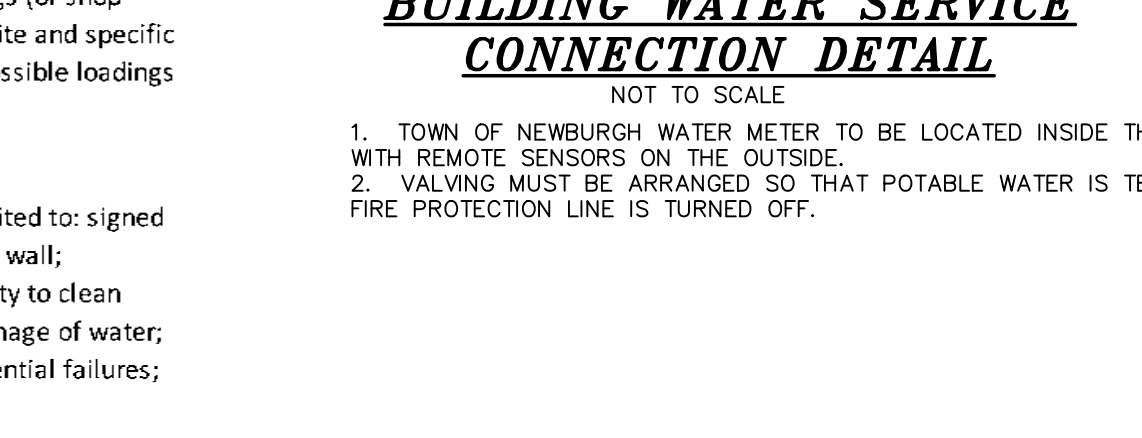 ite and specific
ssible loadings
ited to: signed
wall;
ty to clean
nage of water;
ential failures;
BUILDING WATER SERVICE
CONNECTION DETAIL
NOT TO SCALE
1. TOWN OF NEWBURGH WATER METER TO BE LOCATED INSIDE TH
WITH REMOTE SENSORS ON THE OUTSIDE.
2. VALVING MUST BE ARRANGED SO THAT POTABLE WATER IS TE
FIRE PROTECTION LINE IS TURNED OFF.